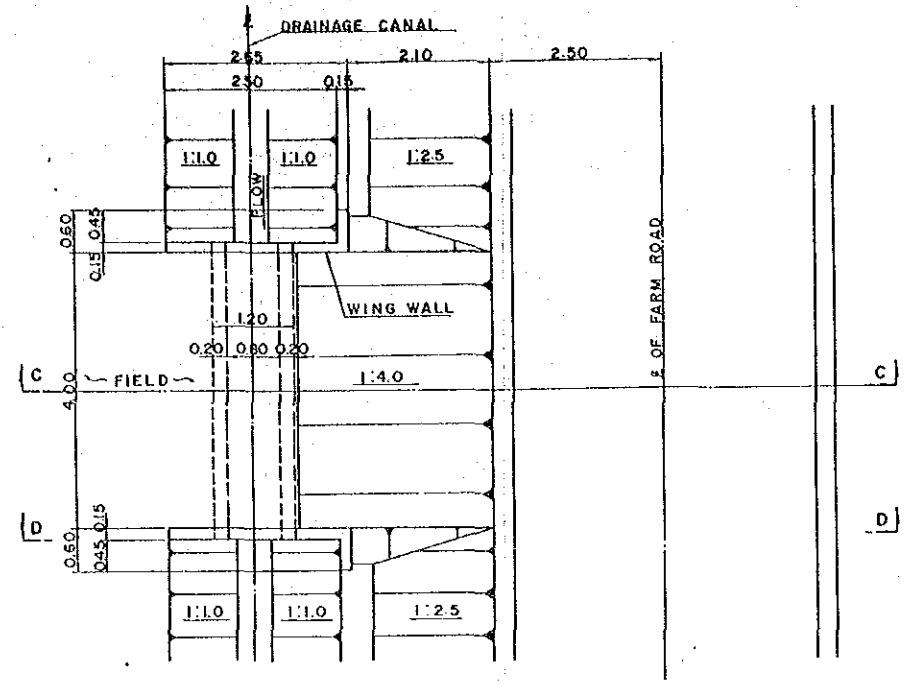 DRAINAGE CANAL
2.65 2.10 2.50
2.50 0.15
1:1.0 1:1.0 1:2.5
FLOW
0.60 0.45
0.15
WING WALL
1.20
0.20 0.80 0.20
C FIELD 1:4.0 C
4.00
℄ OF FARM ROAD
D D
0.15
0.60 0.45
1:1.0 1:1.0 1:2.5